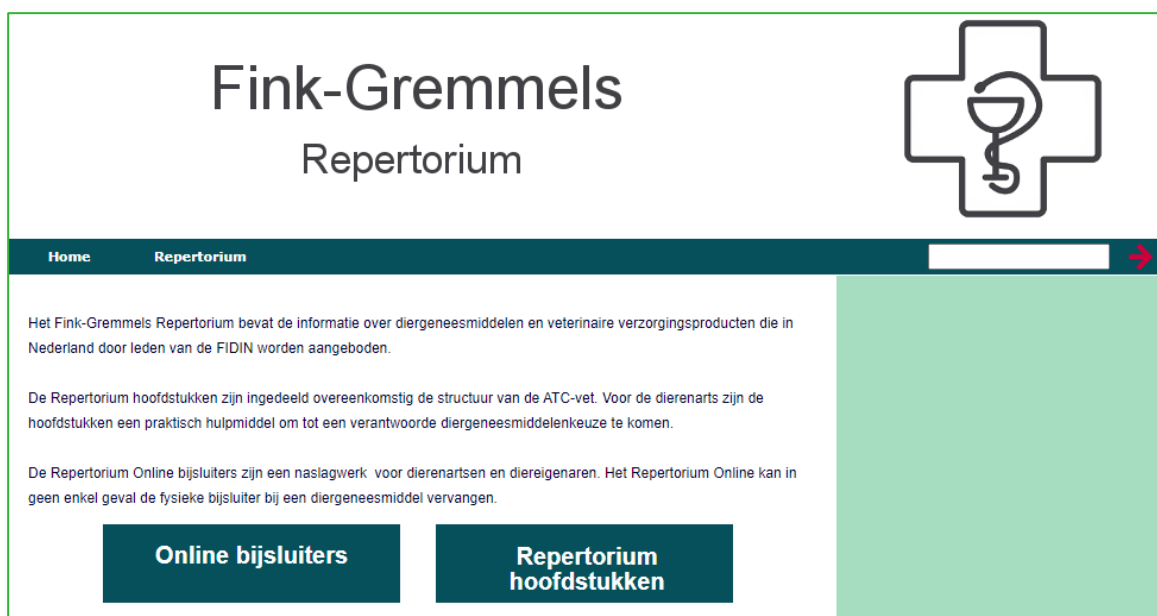 Fink-Gremmels
Repertorium
Home Repertorium
Het Fink-Gremmels Repertorium bevat de informatie over diergeneesmiddelen en veterinaire verzorgingsproducten die in
Nederland door leden van de FIDIN worden aangeboden.
De Repertorium hoofdstukken zijn ingedeeld overeenkomstig de structuur van de ATC-vet. Voor de dierenarts zijn de
hoofdstukken een praktisch hulpmiddel om tot een verantwoorde diergeneesmiddelenkeuze te komen.
De Repertorium Online bijsluiters zijn een naslagwerk voor dierenartsen en diereigenaren. Het Repertorium Online kan in
geen enkel geval de fysieke bijsluiter bij een diergeneesmiddel vervangen.
Online bijsluiters
Repertorium
hoofdstukken